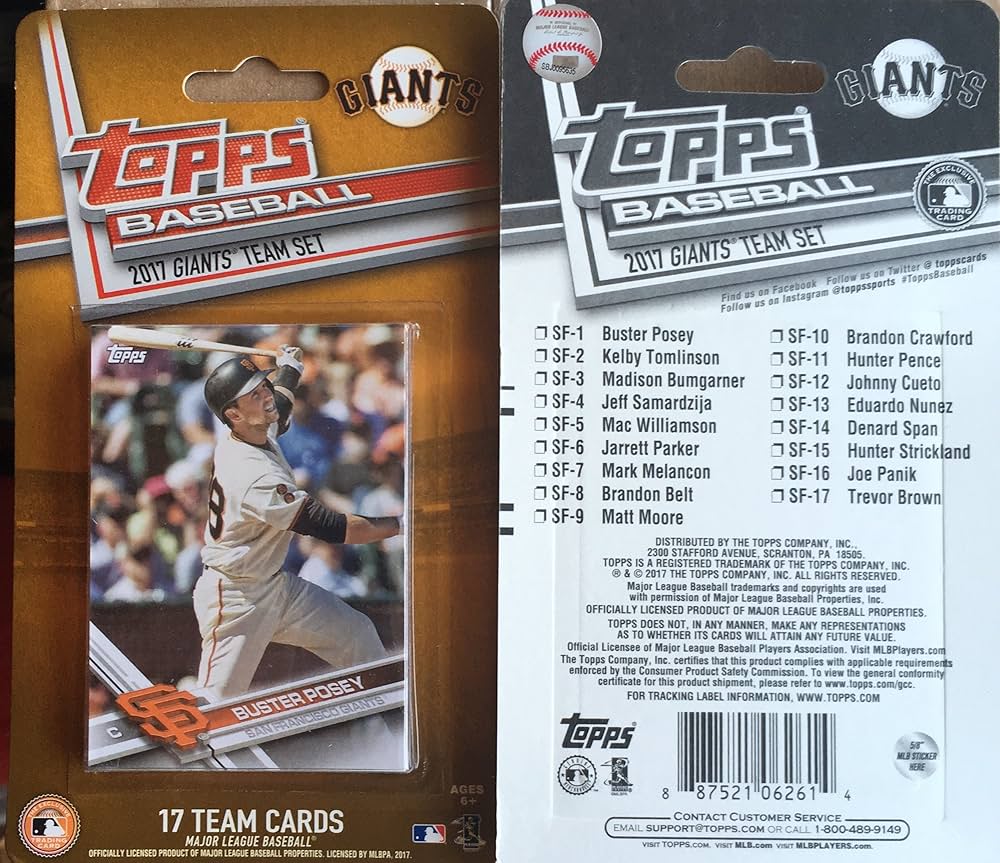 GIANTS
TOPPS
BASEBALL
2017 GIANTS® TEAM SET
TOPPS
8
BUSTER POSEY
SAN FRANCISCO GIANTS
C
SF
AGES
6+
17 TEAM CARDS
MAJOR LEAGUE BASEBALL®
OFFICIALLY LICENSED PRODUCT OF MAJOR LEAGUE BASEBALL PROPERTIES. LICENSED BY MLBPA, 2017.
MAJOR LEAGUE BASEBALL
GIANTS
TOPPS
BASEBALL
2017 GIANTS® TEAM SET
THE EXCLUSIVE
TRADING
CARD
Find us on Facebook Follow us on Twitter @ toppscards
Follow us on Instagram @toppssports #ToppsBaseball
SF-1 Buster Posey
SF-2 Kelby Tomlinson
SF-3 Madison Bumgarner
SF-4 Jeff Samardzija
SF-5 Mac Williamson
SF-6 Jarrett Parker
SF-7 Mark Melancon
SF-8 Brandon Belt
SF-9 Matt Moore
SF-10 Brandon Crawford
SF-11 Hunter Pence
SF-12 Johnny Cueto
SF-13 Eduardo Nunez
SF-14 Denard Span
SF-15 Hunter Strickland
SF-16 Joe Panik
SF-17 Trevor Brown
DISTRIBUTED BY THE TOPPS COMPANY, INC.,
2300 STAFFORD AVENUE, SCRANTON, PA 18505.
TOPPS IS A REGISTERED TRADEMARK OF THE TOPPS COMPANY, INC.
® & © 2017 THE TOPPS COMPANY, INC. ALL RIGHTS RESERVED.
Major League Baseball trademarks and copyrights are used
with permission of Major League Baseball Properties, Inc.
OFFICIALLY LICENSED PRODUCT OF MAJOR LEAGUE BASEBALL PROPERTIES.
TOPPS DOES NOT, IN ANY MANNER, MAKE ANY REPRESENTATIONS
AS TO WHETHER ITS CARDS WILL ATTAIN ANY FUTURE VALUE.
Official Licensee of Major League Baseball Players Association. Visit MLBPlayers.com
The Topps Company, Inc. certifies that this product complies with applicable requirements
enforced by the Consumer Product Safety Commission. To view the general conformity
certificate for this product shipment, please refer to www.topps.com/gcc.
FOR TRACKING LABEL INFORMATION, WWW.TOPPS.COM
TOPPS
5/8"
MLB STICKER
HERE
8 87521 06261 4
CONTACT CUSTOMER SERVICE
EMAIL SUPPORT@TOPPS.COM OR CALL 1-800-489-9149
VISIT TOPPS.COM VISIT MLB.COM VISIT MLBPLAYERS.COM